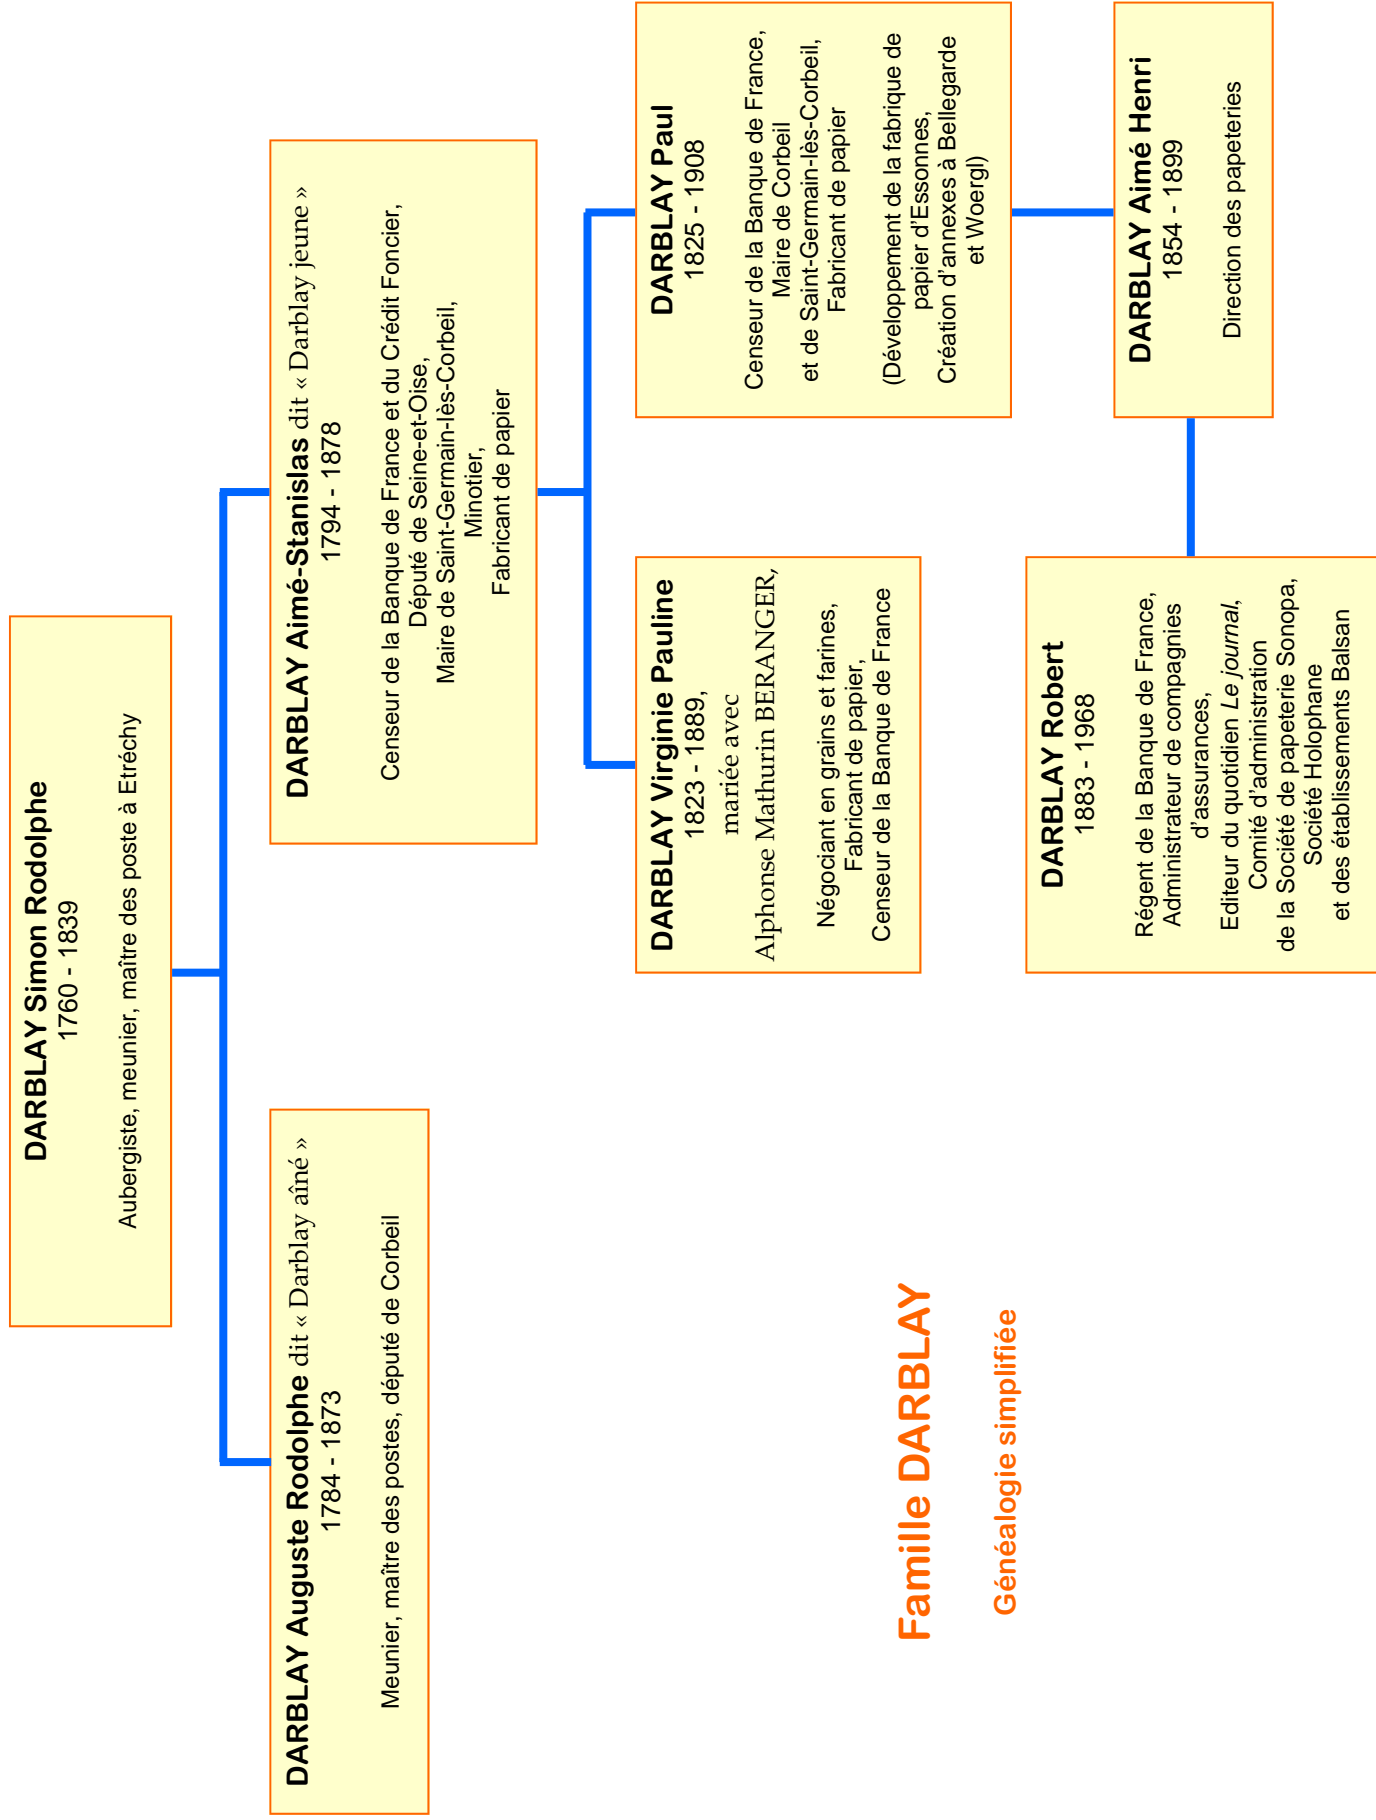 DARBLAY Simon Rodolphe
1760 - 1839
Aubergiste, meunier, maître des poste à Etréchy
DARBLAY Auguste Rodolphe dit « Darblay aîné »
1784 - 1873
Meunier, maître des postes, député de Corbeil
DARBLAY Aimé-Stanislas dit « Darblay jeune »
1794 - 1878
Censeur de la Banque de France et du Crédit Foncier,
Député de Seine-et-Oise,
Maire de Saint-Germain-lès-Corbeil,
Minotier,
Fabricant de papier
DARBLAY Virginie Pauline
1823 - 1889,
mariée avec
Alphonse Mathurin BERANGER,
Négociant en grains et farines,
Fabricant de papier,
Censeur de la Banque de France
DARBLAY Paul
1825 - 1908
Censeur de la Banque de France,
Maire de Corbeil
et de Saint-Germain-lès-Corbeil,
Fabricant de papier
(Développement de la fabrique de
papier d'Essonnes,
Création d'annexes à Bellegarde
et Woergl)
DARBLAY Robert
1883 - 1968
Régent de la Banque de France,
Administrateur de compagnies
d'assurances,
Editeur du quotidien Le journal,
Comité d'administration
de la Société de papeterie Sonopa,
Société Holophane
et des établissements Balsan
DARBLAY Aimé Henri
1854 - 1899
Direction des papeteries
Famille DARBLAY
Généalogie simplifiée